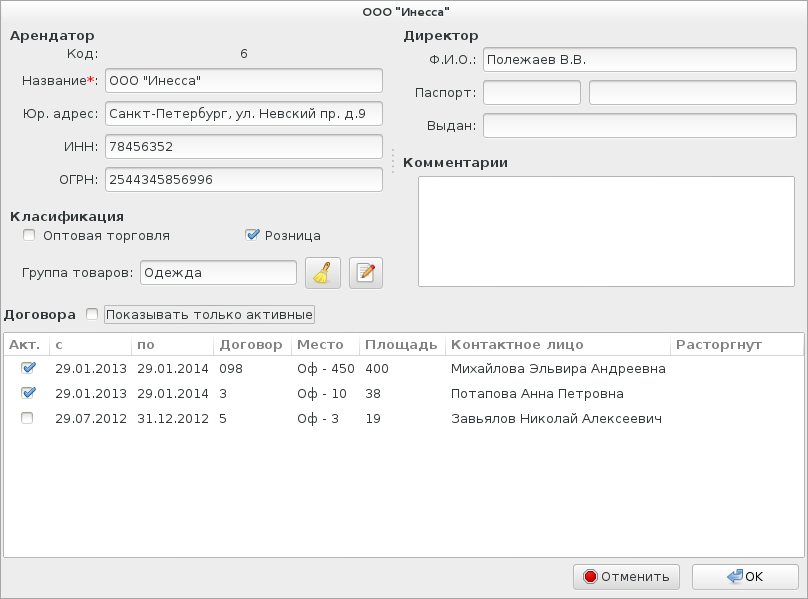 ООО "Инесса"
Арендатор
Код: 6
Название*: ООО "Инесса"
Юр. адрес: Санкт-Петербург, ул. Невский пр. д.9
ИНН: 78456352
ОГРН: 2544345856996
Класификация
Оптовая торговля Розница
Группа товаров: Одежда
Директор
Ф.И.О.: Полежаев В.В.
Паспорт:
Выдан:
Комментарии
Договора Показывать только активные
Акт. с по Договор Место Площадь Контактное лицо Расторгнут
29.01.2013 29.01.2014 098 Оф - 450 400 Михайлова Эльвира Андреевна
29.01.2013 29.01.2014 3 Оф - 10 38 Потапова Анна Петровна
29.07.2012 31.12.2012 5 Оф - 3 19 Завьялов Николай Алексеевич
Отменить OK